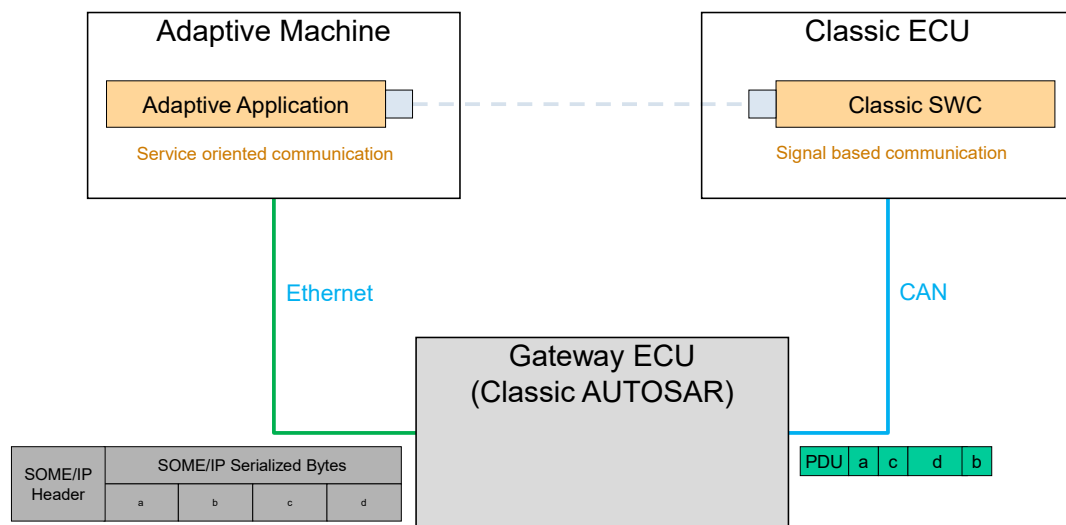 Adaptive Machine
Adaptive Application
Service oriented communication
Classic ECU
Classic SWC
Signal based communication
Ethernet
CAN
Gateway ECU
(Classic AUTOSAR)
SOME/IP
Header
SOME/IP Serialized Bytes
a b c d
PDU a c d b